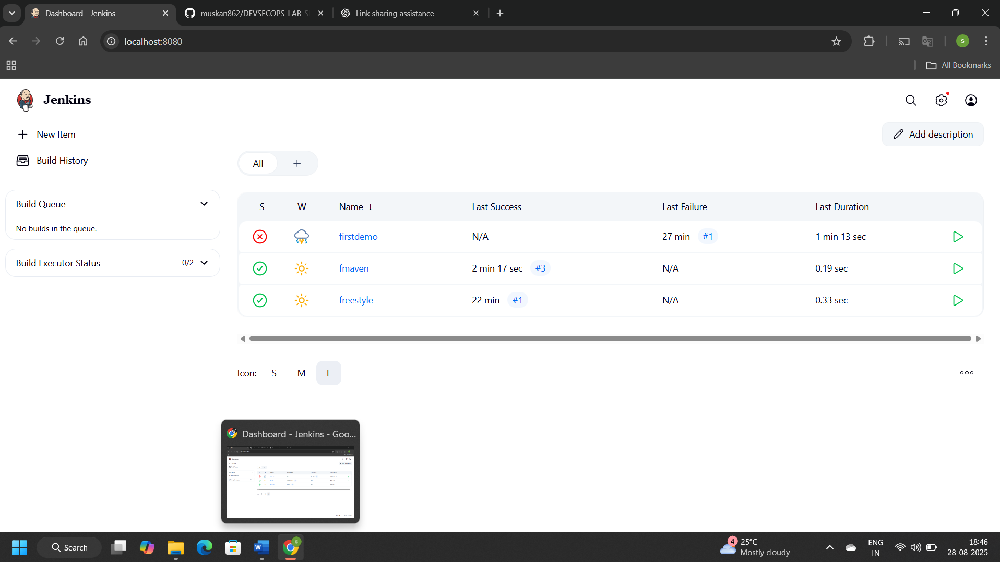 Dashboard - Jenkins
muskan862/DEVSECOPS-LAB-S
Link sharing assistance
localhost:8080
S
All Bookmarks
Jenkins
New Item
Add description
Build History
All
Build Queue
No builds in the queue.
Build Executor Status 0/2
S W Name ↓ Last Success Last Failure Last Duration
firstdemo N/A 27 min #1 1 min 13 sec
fmaven_ 2 min 17 sec #3 N/A 0.19 sec
freestyle 22 min #1 N/A 0.33 sec
Icon: S M L
Dashboard - Jenkins - Goo...
Search
4
25°C
Mostly cloudy
ENG
IN
18:46
28-08-2025